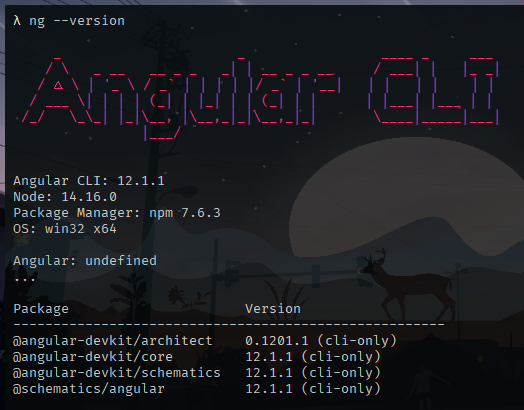 λ ng --version
Angular CLI
Angular CLI: 12.1.1
Node: 14.16.0
Package Manager: npm 7.6.3
OS: win32 x64
Angular: undefined
...
Package Version
------------------------------------------------------
@angular-devkit/architect 0.1201.1 (cli-only)
@angular-devkit/core 12.1.1 (cli-only)
@angular-devkit/schematics 12.1.1 (cli-only)
@schematics/angular 12.1.1 (cli-only)